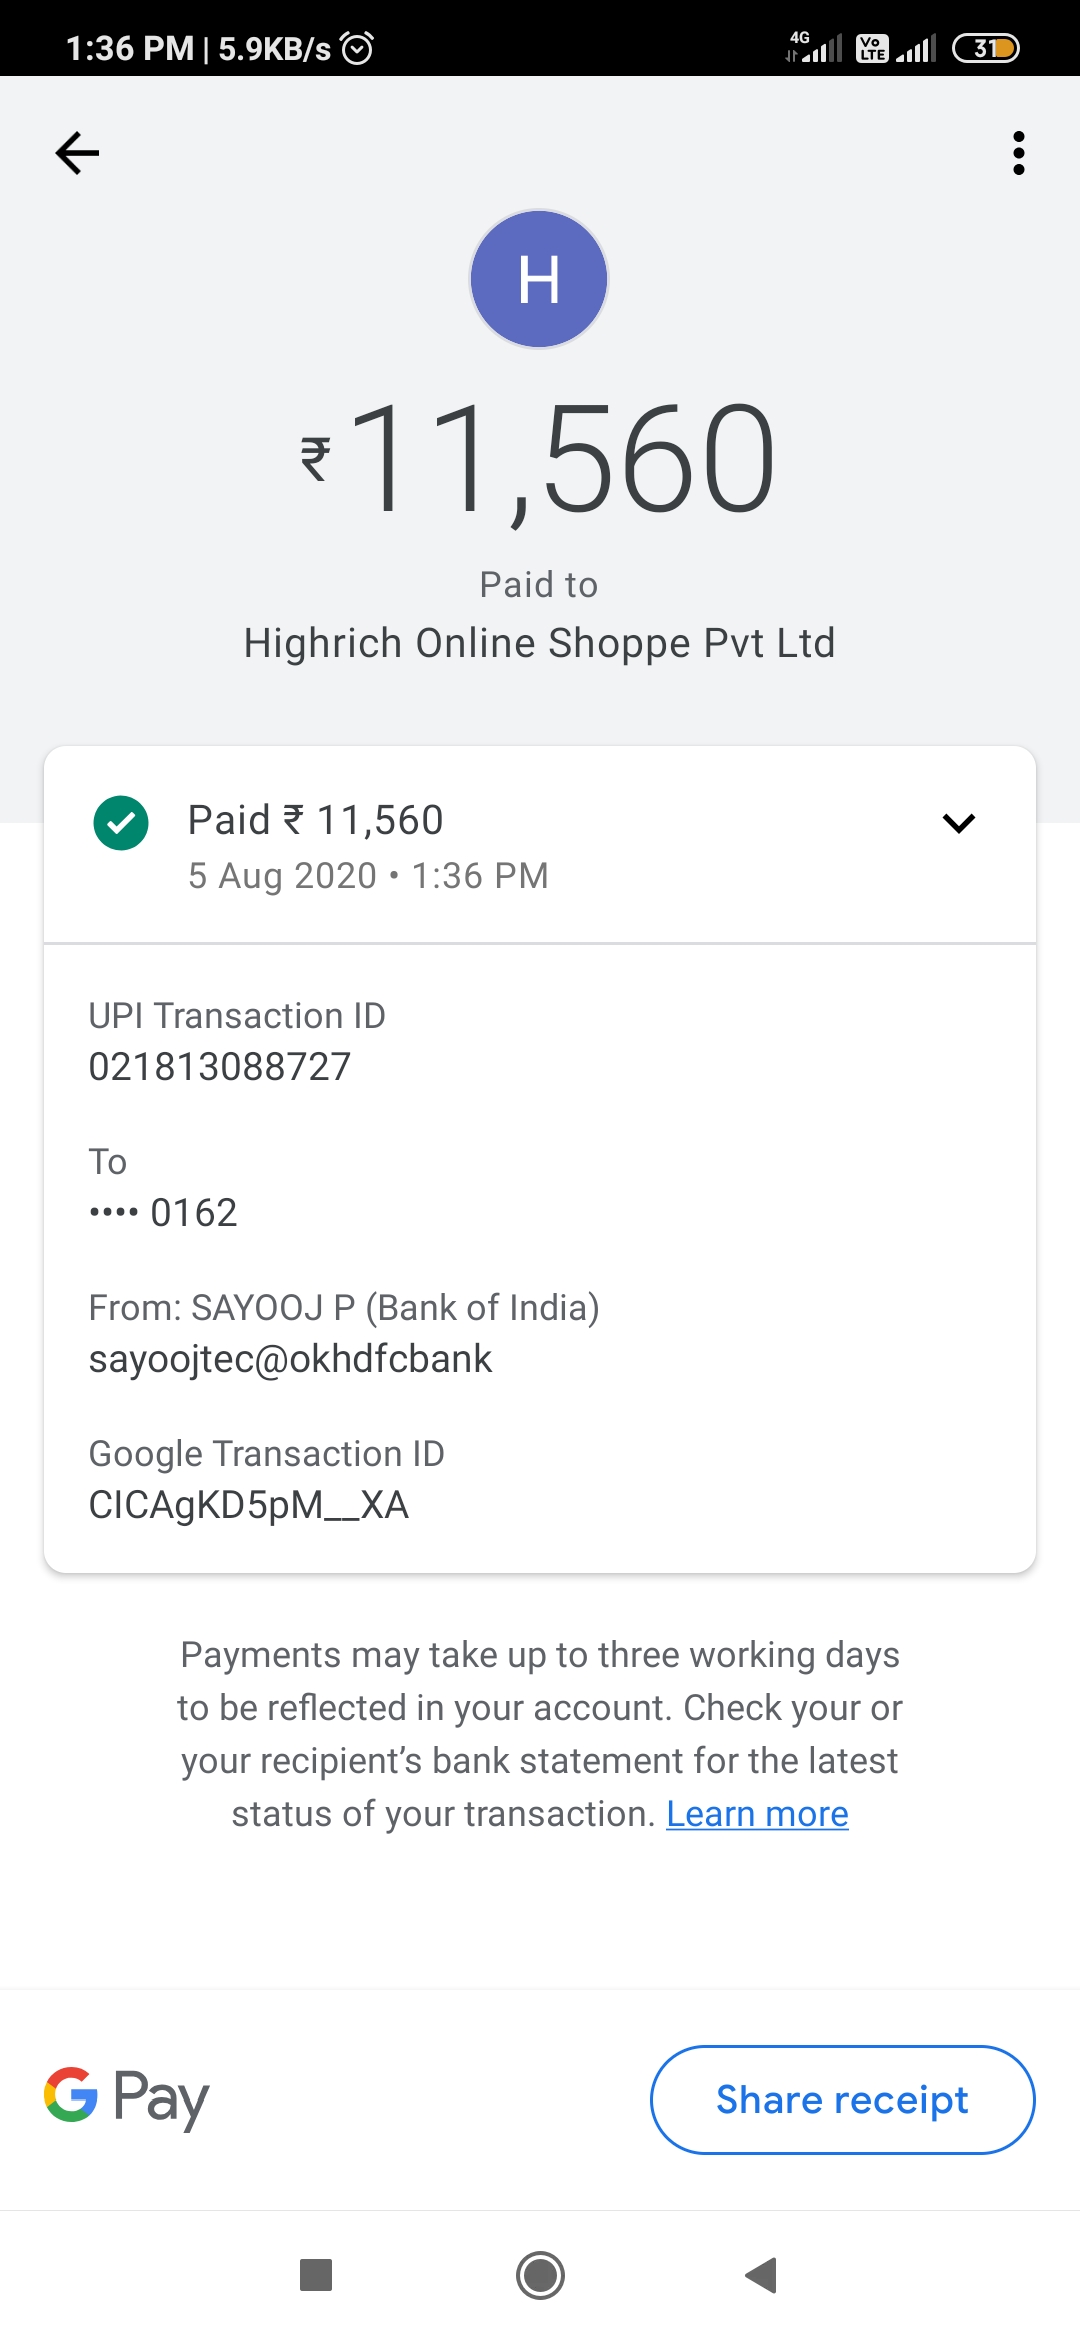 1:36 PM | 5.9KB/s 4G Vo LTE 31
H
₹11,560
Paid to
Highrich Online Shoppe Pvt Ltd
Paid ₹ 11,560
5 Aug 2020 • 1:36 PM
UPI Transaction ID
021813088727
To
•••• 0162
From: SAYOOJ P (Bank of India)
sayoojtec@okhdfcbank
Google Transaction ID
CICAgKD5pM__XA
Payments may take up to three working days
to be reflected in your account. Check your or
your recipient’s bank statement for the latest
status of your transaction. Learn more
G Pay
Share receipt